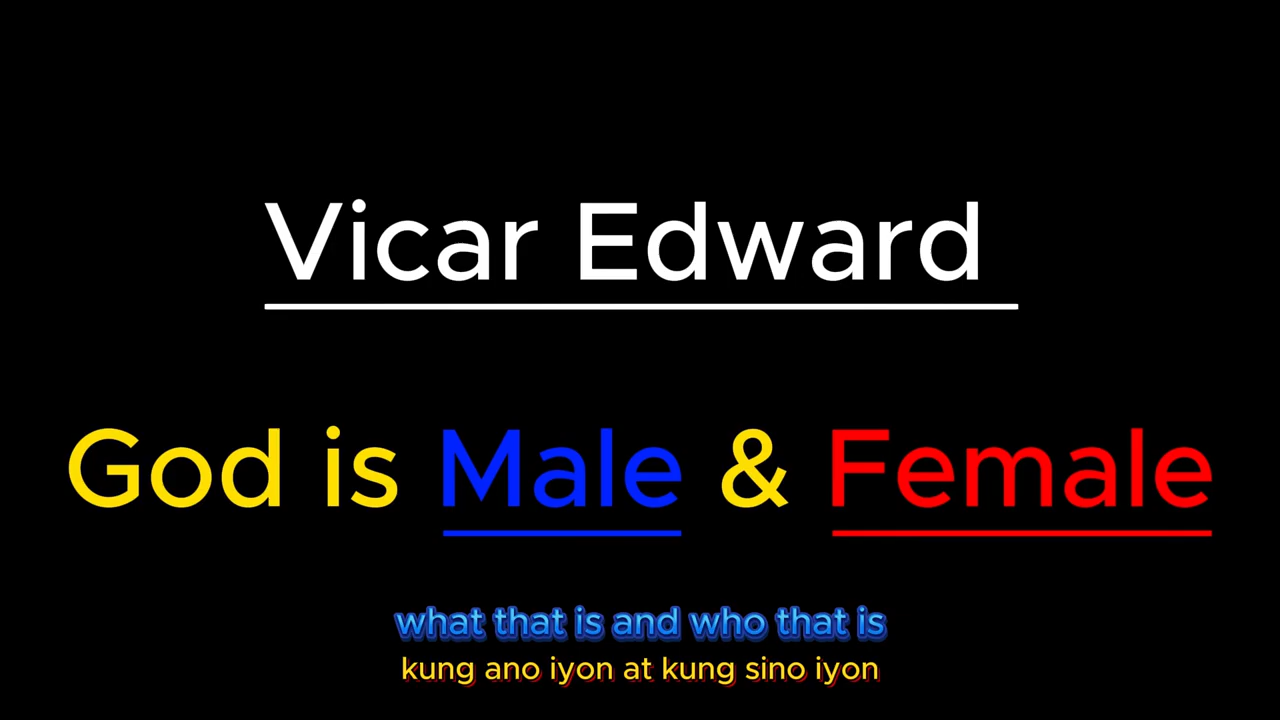 Vicar Edward
God is Male & Female
what that is and who that is
kung ano iyon at kung sino iyon